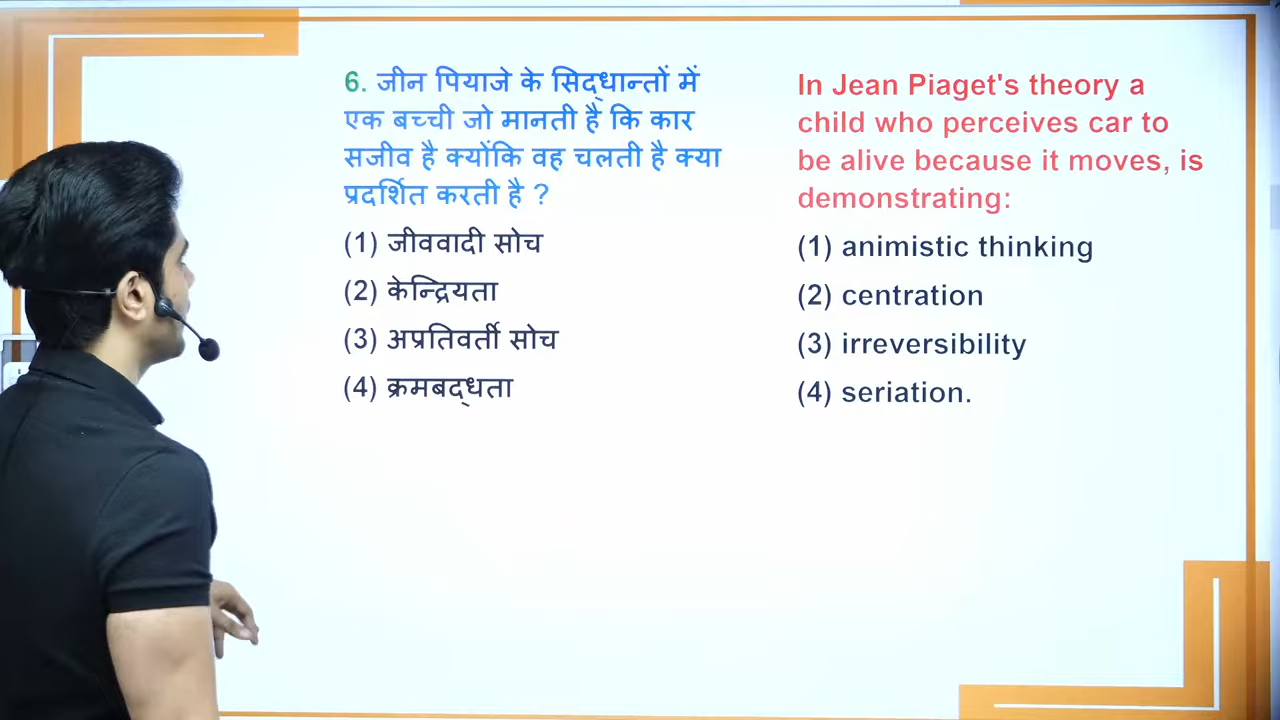 6. जीन पियाजे के सिद्धान्तों में
एक बच्ची जो मानती है कि कार
सजीव है क्योंकि वह चलती है क्या
प्रदर्शित करती है ?
(1) जीववादी सोच
(2) केन्द्रियता
(3) अप्रतिवर्ती सोच
(4) क्रमबद्धता
In Jean Piaget's theory a
child who perceives car to
be alive because it moves, is
demonstrating:
(1) animistic thinking
(2) centration
(3) irreversibility
(4) seriation.